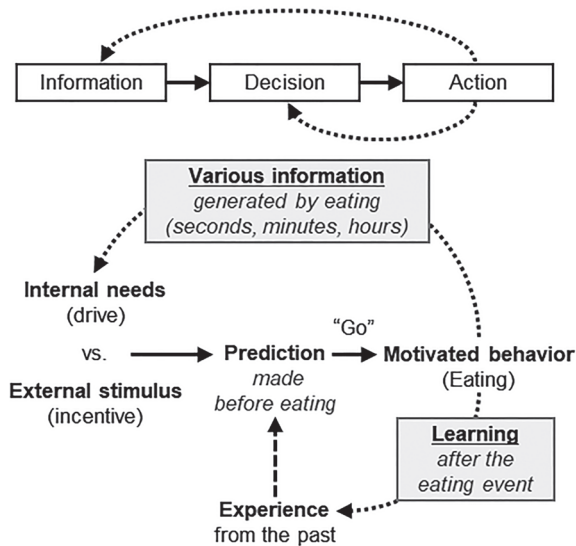 Information
Decision
Action
Various information
generated by eating
(seconds, minutes, hours)
Internal needs
(drive)
vs.
External stimulus
(incentive)
Prediction
made
before eating
“Go”
Motivated behavior
(Eating)
Learning
after the
eating event
Experience
from the past